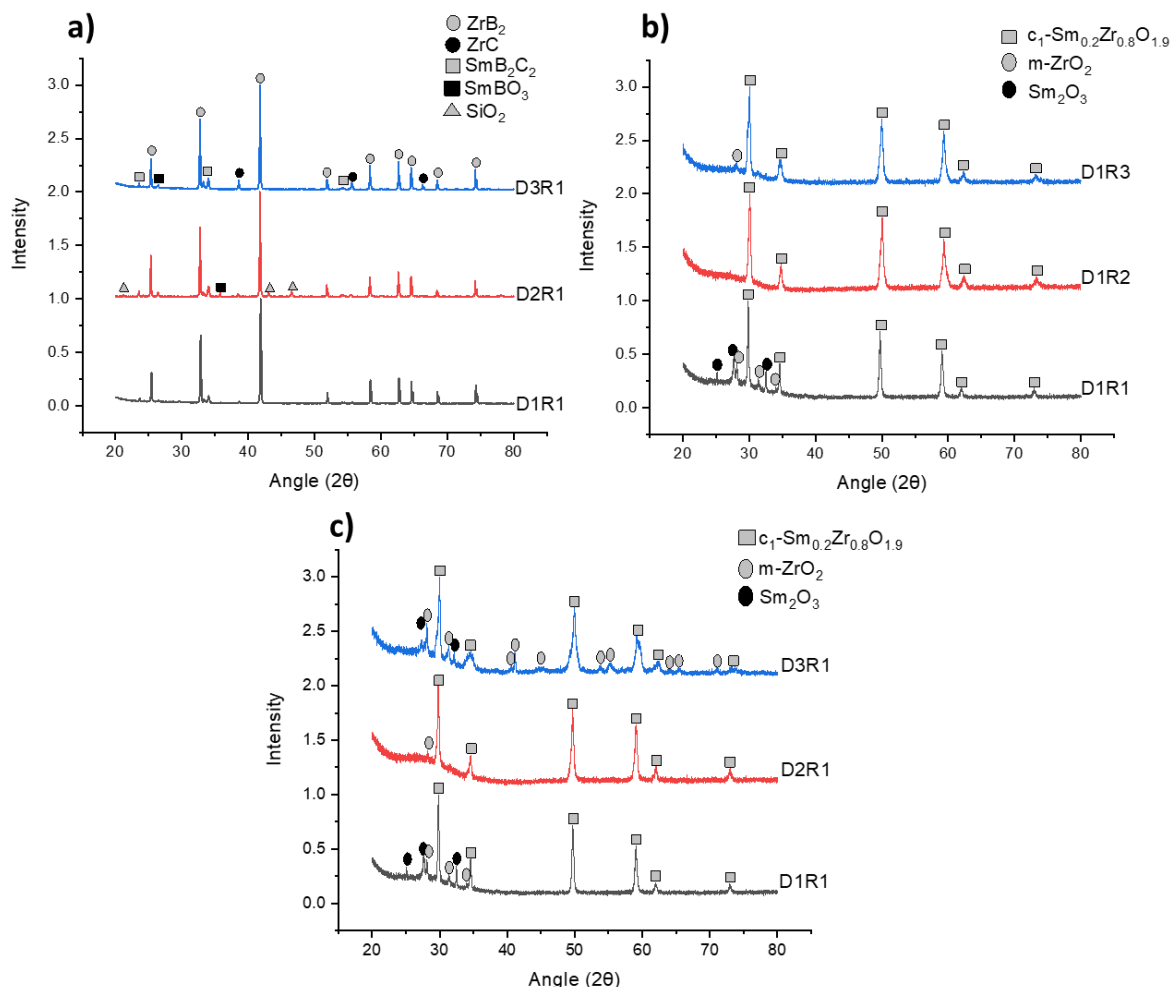 a)
ZrB₂
ZrC
SmB₂C₂
SmBO₃
SiO₂
Intensity
3.0
2.5
2.0
1.5
1.0
0.5
0.0
D3R1
D2R1
D1R1
20 30 40 50 60 70 80
Angle (2θ)
b)
c₁-Sm₀.₂Zr₀.₈O₁.₉
m-ZrO₂
Sm₂O₃
Intensity
3.0
2.5
2.0
1.5
1.0
0.5
0.0
D1R3
D1R2
D1R1
20 30 40 50 60 70 80
Angle (2θ)
c)
c₁-Sm₀.₂Zr₀.₈O₁.₉
m-ZrO₂
Sm₂O₃
Intensity
3.0
2.5
2.0
1.5
1.0
0.5
0.0
D3R1
D2R1
D1R1
20 30 40 50 60 70 80
Angle (2θ)